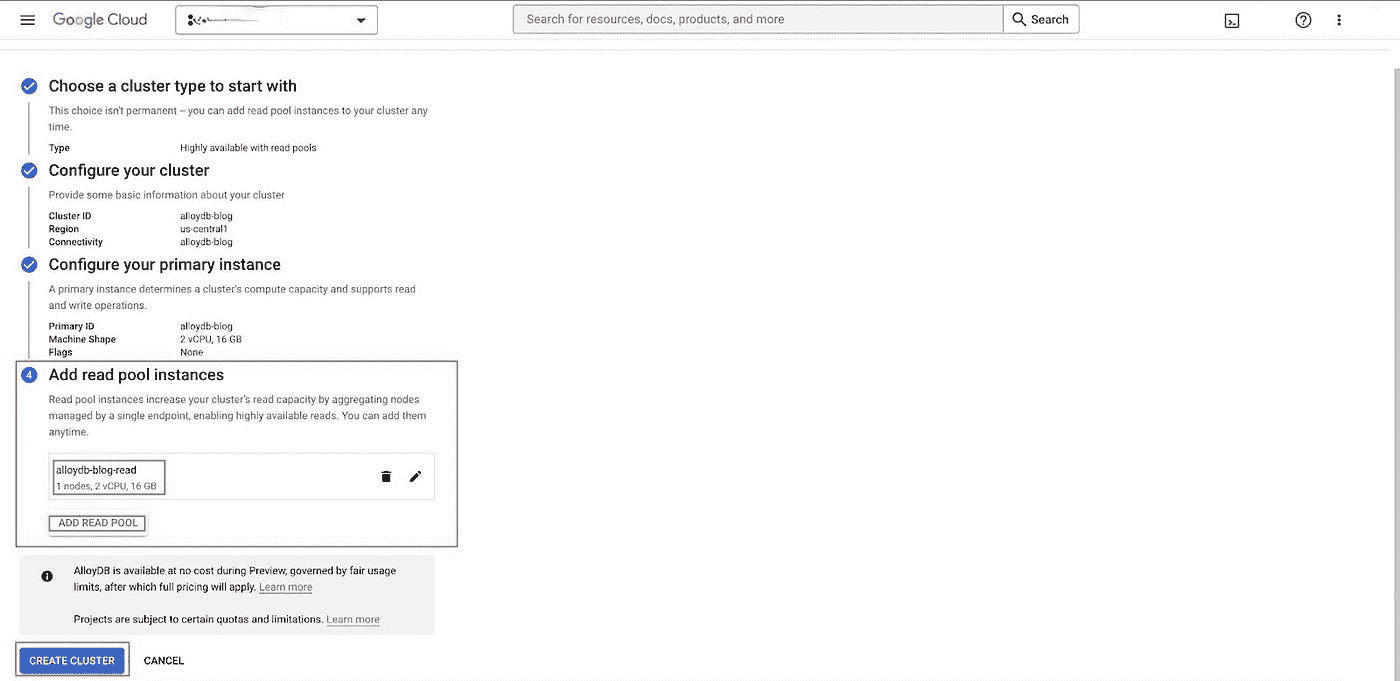 Google Cloud
Search for resources, docs, products, and more
Search
Choose a cluster type to start with
This choice isn't permanent – you can add read pool instances to your cluster any
time.
Type Highly available with read pools
Configure your cluster
Provide some basic information about your cluster
Cluster ID alloydb-blog
Region us-central1
Connectivity alloydb-blog
Configure your primary instance
A primary instance determines a cluster's compute capacity and supports read
and write operations.
Primary ID alloydb-blog
Machine Shape 2 vCPU, 16 GB
Flags None
4 Add read pool instances
Read pool instances increase your cluster's read capacity by aggregating nodes
managed by a single endpoint, enabling highly available reads. You can add them
anytime.
alloydb-blog-read
1 nodes, 2 vCPU, 16 GB
ADD READ POOL
AlloyDB is available at no cost during Preview, governed by fair usage
limits, after which full pricing will apply. Learn more
Projects are subject to certain quotas and limitations. Learn more
CREATE CLUSTER CANCEL